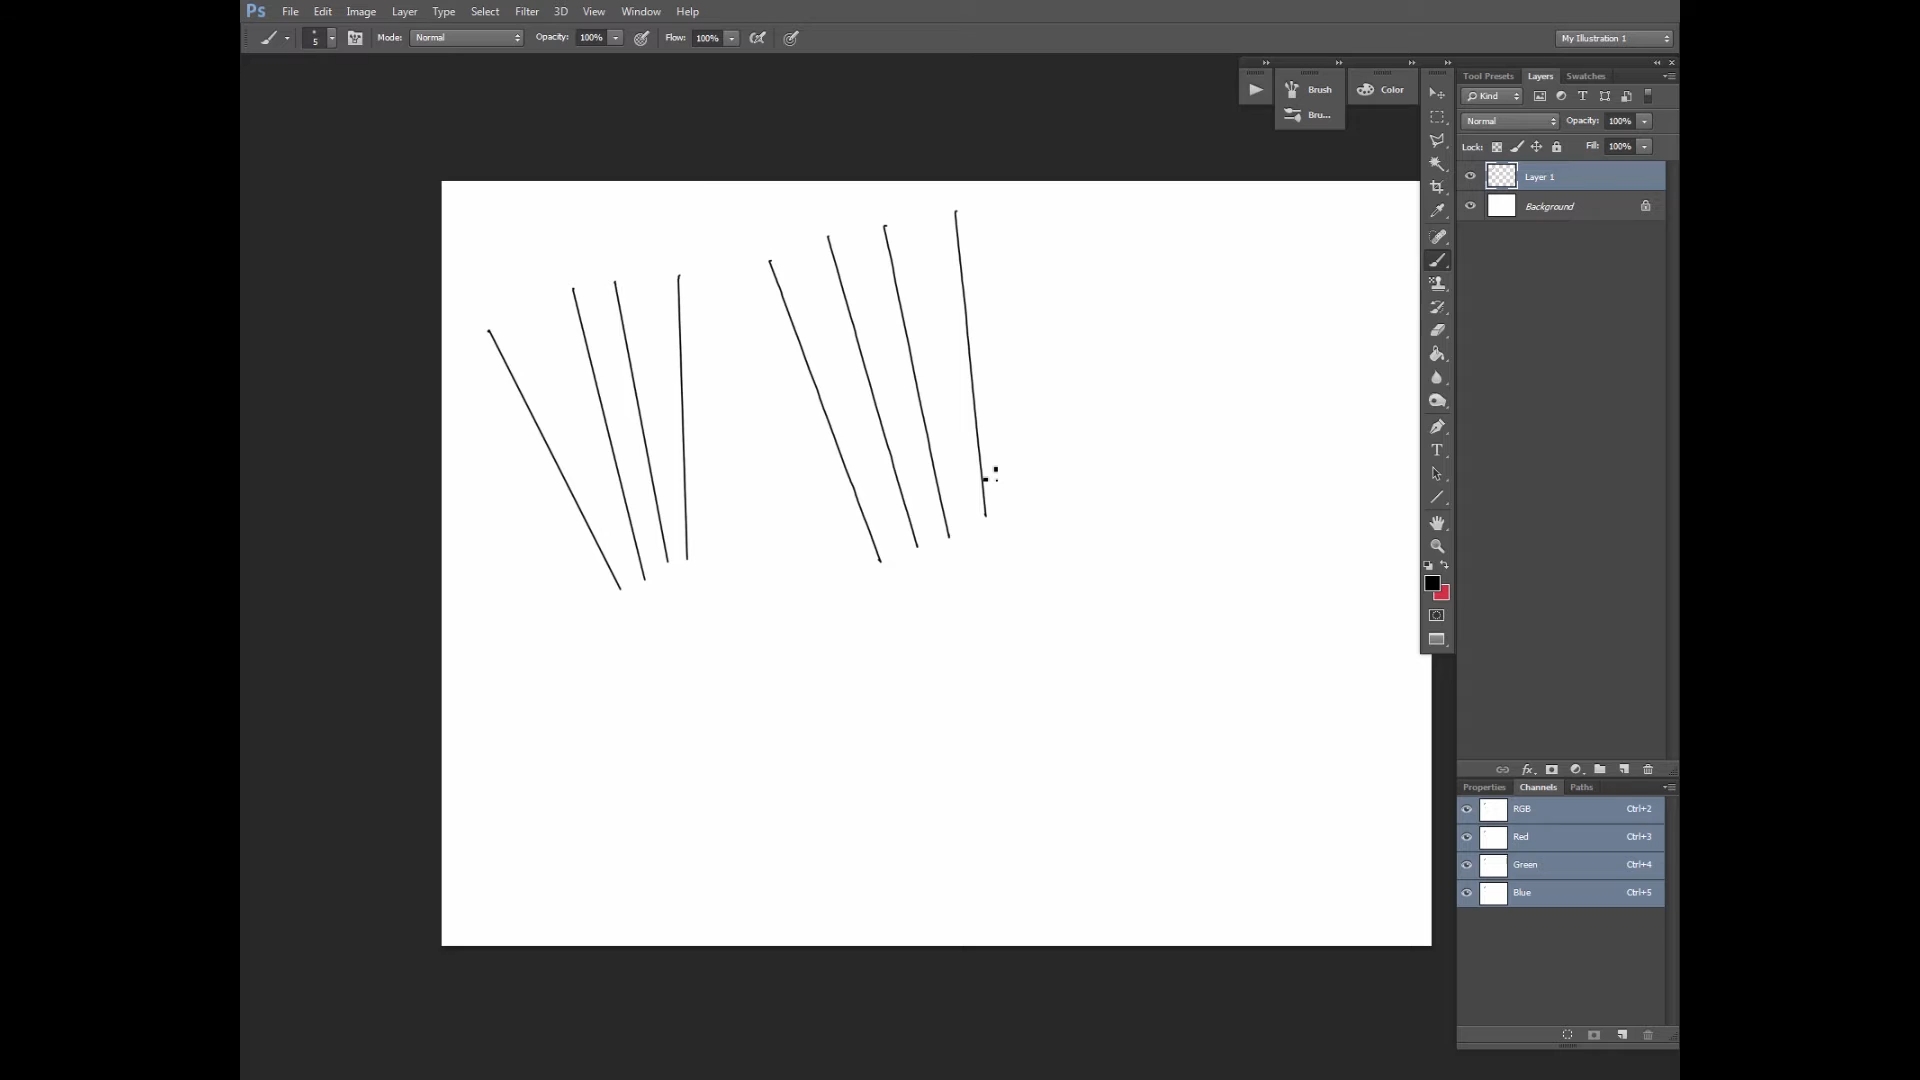 Ps File Edit Image Layer Type Select Filter 3D View Window Help
5 Mode: Normal Opacity: 100% Flow: 100% My Illustration 1
Tool Presets Layers Swatches
Brush Color
Kind
Bru...
Normal Opacity: 100%
Lock: Fill: 100%
Layer 1
Background
Properties Channels Paths
RGB Ctrl+2
Red Ctrl+3
Green Ctrl+4
Blue Ctrl+5